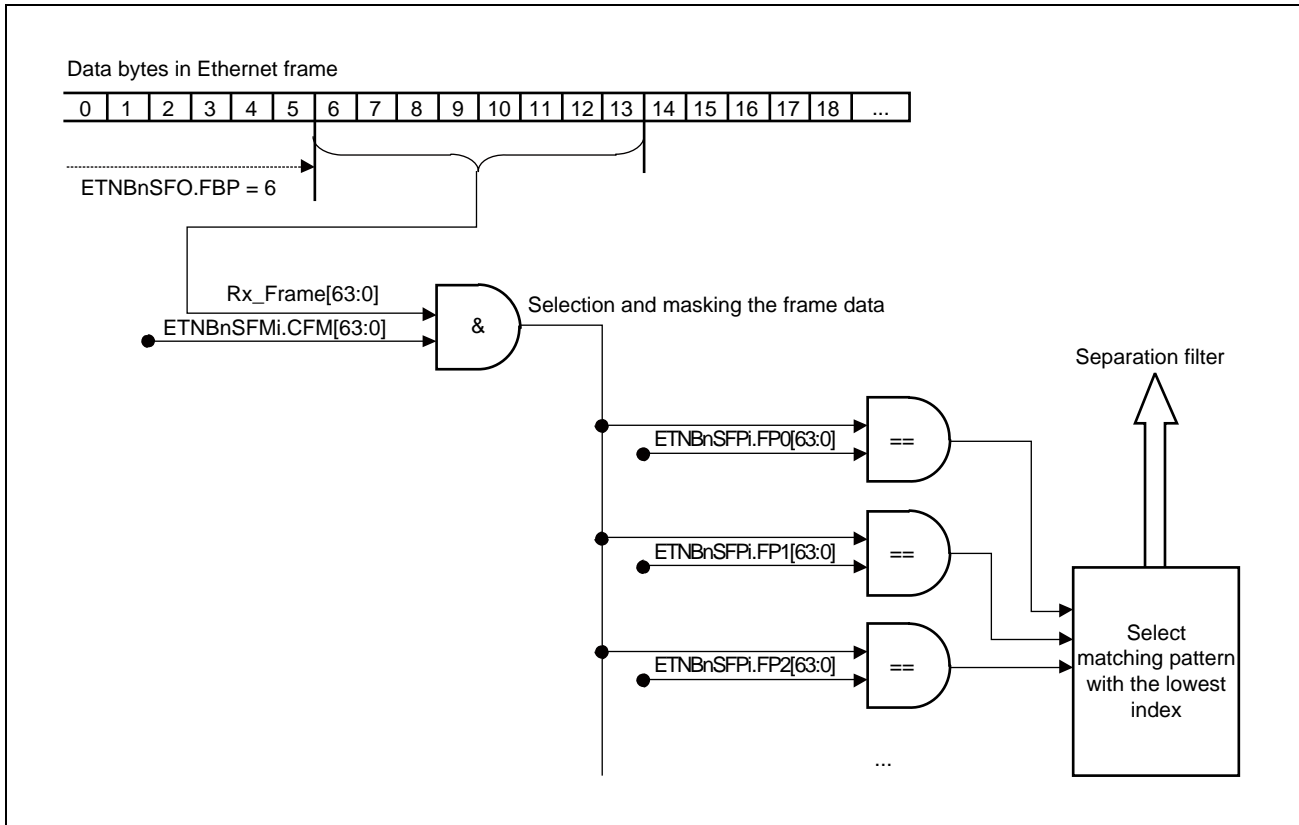 Data bytes in Ethernet frame
0 1 2 3 4 5 6 7 8 9 10 11 12 13 14 15 16 17 18 ...
ETNBnSFO.FBP = 6
Rx_Frame[63:0]
ETNBnSFMi.CFM[63:0]
&
Selection and masking the frame data
Separation filter
ETNBnSFPi.FP0[63:0]
==
ETNBnSFPi.FP1[63:0]
==
ETNBnSFPi.FP2[63:0]
==
Select
matching pattern
with the lowest
index
...